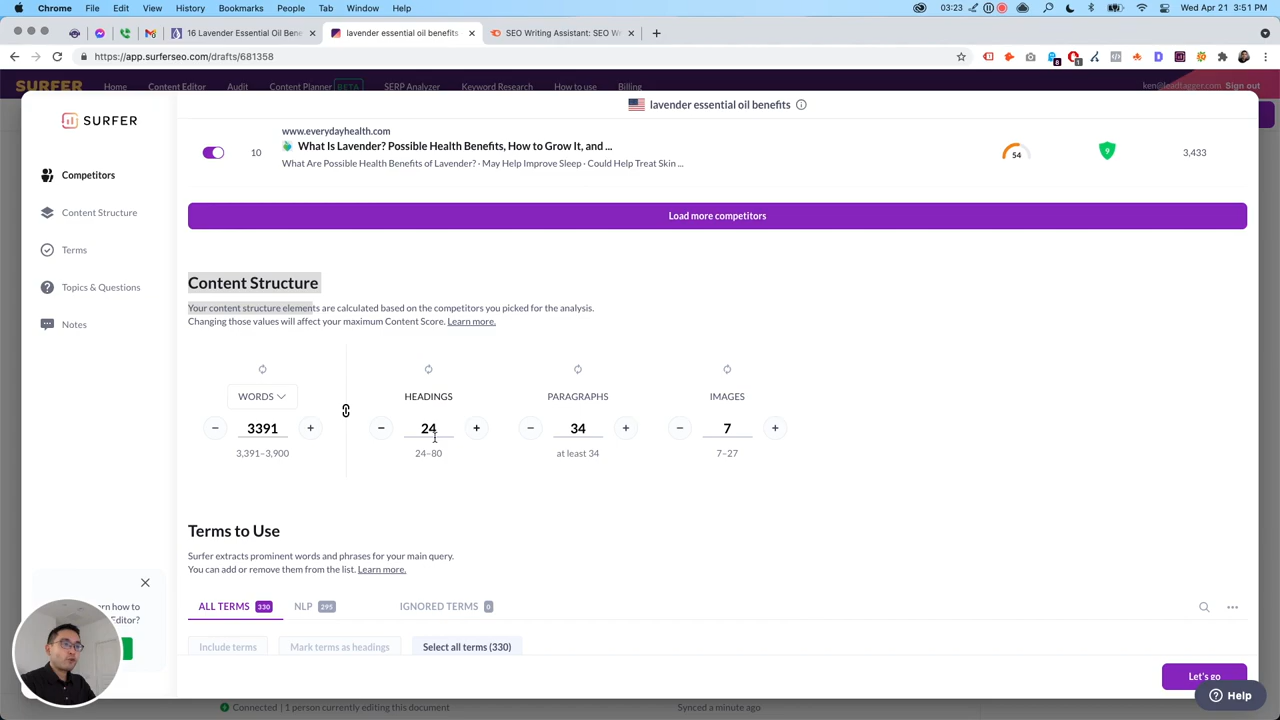 Chrome File Edit View History Bookmarks People Tab Window Help 03:23 Wed Apr 21 3:51 PM
16 Lavender Essential Oil Bene
lavender essential oil benefits
SEO Writing Assistant: SEO W
https://app.surferseo.com/drafts/681358
SURFER Home Content Editor Audit Content Planner BETA SERP Analyzer Keyword Research How to use Billing ken@leadtagger.com Sign out
SURFER
lavender essential oil benefits
www.everydayhealth.com
10 What Is Lavender? Possible Health Benefits, How to Grow It, and ... 54 9 3,433
What Are Possible Health Benefits of Lavender? · May Help Improve Sleep · Could Help Treat Skin ...
Competitors
Content Structure
Terms
Topics & Questions
Notes
Load more competitors
Content Structure
Your content structure elements are calculated based on the competitors you picked for the analysis.
Changing those values will affect your maximum Content Score. Learn more.
WORDS HEADINGS PARAGRAPHS IMAGES
− 3391 + − 24 + − 34 + − 7 +
3,391–3,900 24–80 at least 34 7–27
Terms to Use
Surfer extracts prominent words and phrases for your main query.
You can add or remove them from the list. Learn more.
ALL TERMS 330 NLP 295 IGNORED TERMS 0
Include terms Mark terms as headings Select all terms (330)
how to
Editor?
Let's go
Help
Connected | 1 person currently editing this document Synced a minute ago